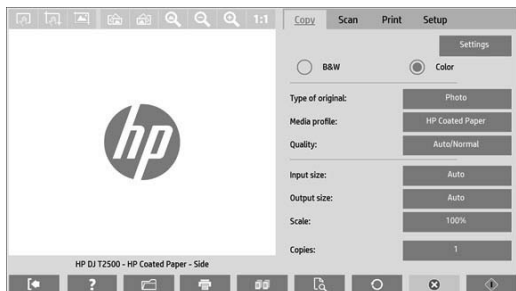 1:1
Copy Scan Print Setup
Settings
B&W Color
Type of original: Photo
Media profile: HP Coated Paper
Quality: Auto/Normal
Input size: Auto
Output size: Auto
Scale: 100%
Copies: 1
hp
HP DJ T2500 - HP Coated Paper - Side
?